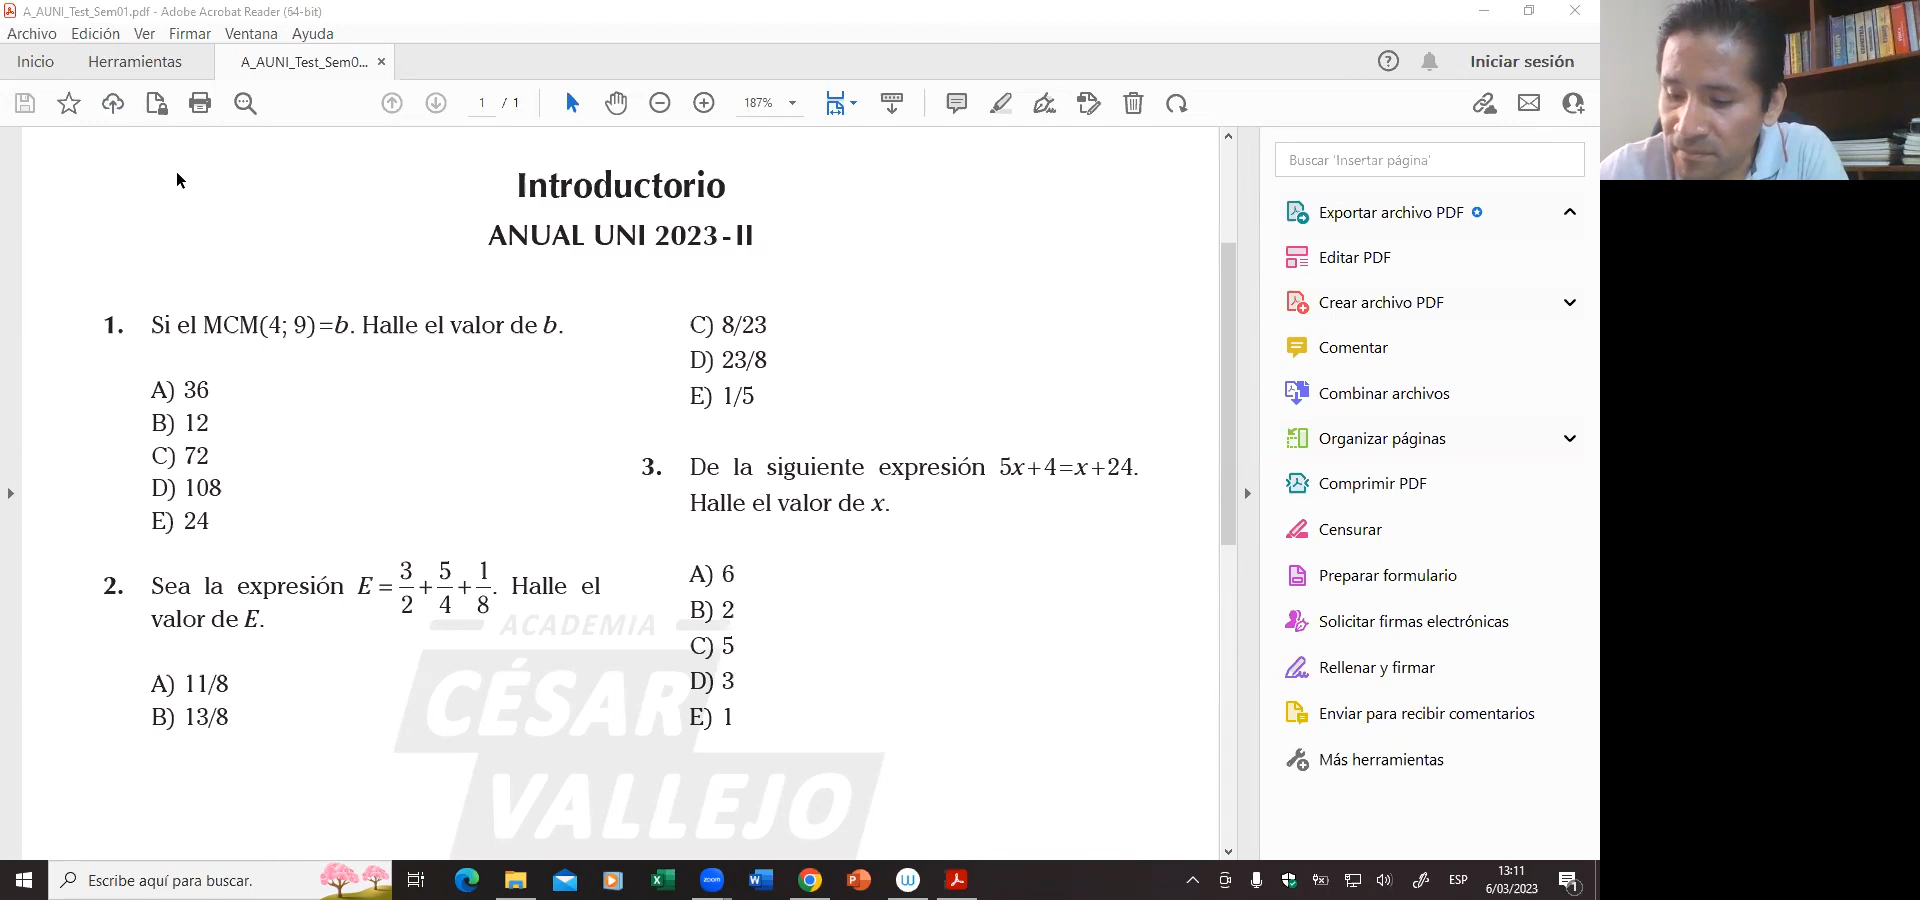 A_AUNI_Test_Sem01.pdf - Adobe Acrobat Reader (64-bit)
Archivo Edición Ver Firmar Ventana Ayuda
Inicio Herramientas A_AUNI_Test_Sem0... × Iniciar sesión
1 / 1 187%
Introductorio
ANUAL UNI 2023-II
1. Si el MCM(4; 9)=b. Halle el valor de b.
A) 36
B) 12
C) 72
D) 108
E) 24
2. Sea la expresión E = 3/2 + 5/4 + 1/8. Halle el
valor de E.
A) 11/8
B) 13/8
C) 8/23
D) 23/8
E) 1/5
3. De la siguiente expresión 5x+4=x+24.
Halle el valor de x.
A) 6
B) 2
C) 5
D) 3
E) 1
ACADEMIA
CÉSAR
VALLEJO
Buscar 'Insertar página'
Exportar archivo PDF
Editar PDF
Crear archivo PDF
Comentar
Combinar archivos
Organizar páginas
Comprimir PDF
Censurar
Preparar formulario
Solicitar firmas electrónicas
Rellenar y firmar
Enviar para recibir comentarios
Más herramientas
Escribe aquí para buscar.
zoom
ESP
13:11
6/03/2023
1